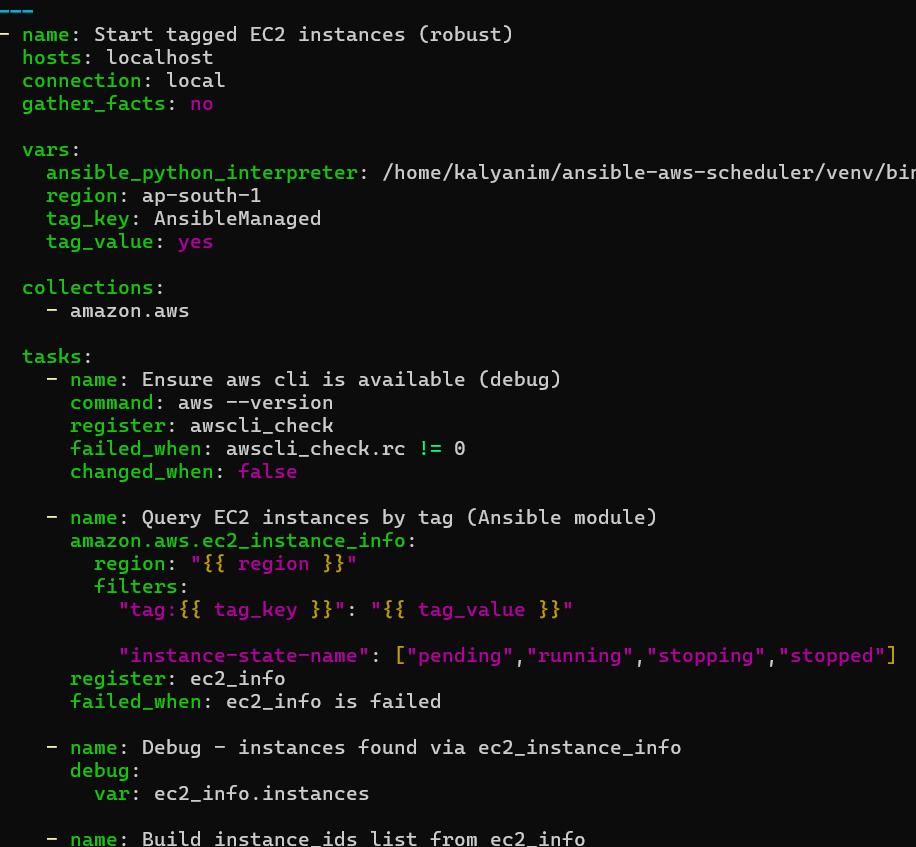 ---
- name: Start tagged EC2 instances (robust)
  hosts: localhost
  connection: local
  gather_facts: no

  vars:
    ansible_python_interpreter: /home/kalyanim/ansible-aws-scheduler/venv/bin
    region: ap-south-1
    tag_key: AnsibleManaged
    tag_value: yes

  collections:
    - amazon.aws

  tasks:
    - name: Ensure aws cli is available (debug)
      command: aws --version
      register: awscli_check
      failed_when: awscli_check.rc != 0
      changed_when: false

    - name: Query EC2 instances by tag (Ansible module)
      amazon.aws.ec2_instance_info:
        region: "{{ region }}"
        filters:
          "tag:{{ tag_key }}": "{{ tag_value }}"

          "instance-state-name": ["pending","running","stopping","stopped"]
      register: ec2_info
      failed_when: ec2_info is failed

    - name: Debug - instances found via ec2_instance_info
      debug:
        var: ec2_info.instances

    - name: Build instance_ids list from ec2_info